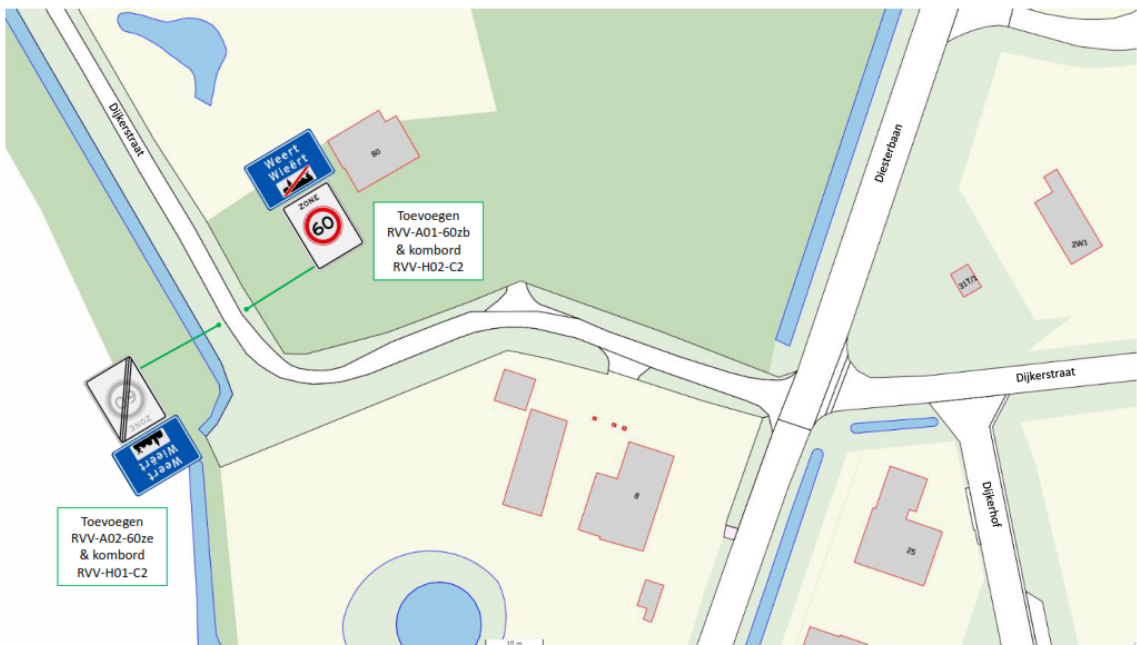 Dijkerstraat
Weert
Wieërt
80
ZONE
60
Toevoegen
RVV-A01-60zb
& kombord
RVV-H02-C2
Diesterbaan
2W1
31T/1
60
ZONE
Weert
Wieërt
Dijkerstraat
8
Dijkerhof
25
Toevoegen
RVV-A02-60ze
& kombord
RVV-H01-C2
10 m